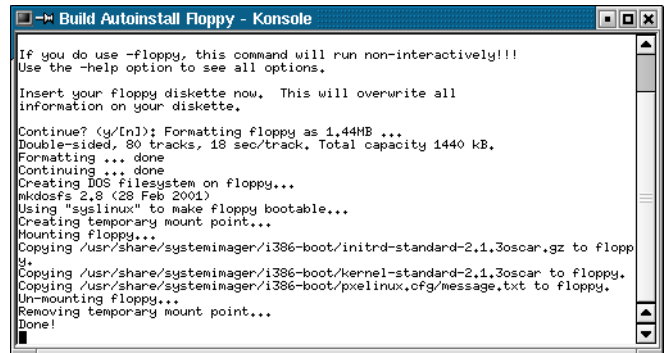 Build Autoinstall Floppy - Konsole
If you do use -floppy, this command will run non-interactively!!!
Use the -help option to see all options.
Insert your floppy diskette now.  This will overwrite all
information on your diskette.
Continue? (y/[n]): Formatting floppy as 1.44MB ...
Double-sided, 80 tracks, 18 sec/track. Total capacity 1440 kB.
Formatting ... done
Continuing ... done
Creating DOS filesystem on floppy...
mkdosfs 2.8 (28 Feb 2001)
Using "syslinux" to make floppy bootable...
Creating temporary mount point...
Mounting floppy...
Copying /usr/share/systemimager/i386-boot/initrd-standard-2.1.3oscar.gz to flopp
y.
Copying /usr/share/systemimager/i386-boot/kernel-standard-2.1.3oscar to floppy.
Copying /usr/share/systemimager/i386-boot/pxelinux.cfg/message.txt to floppy.
Un-mounting floppy...
Removing temporary mount point...
Done!